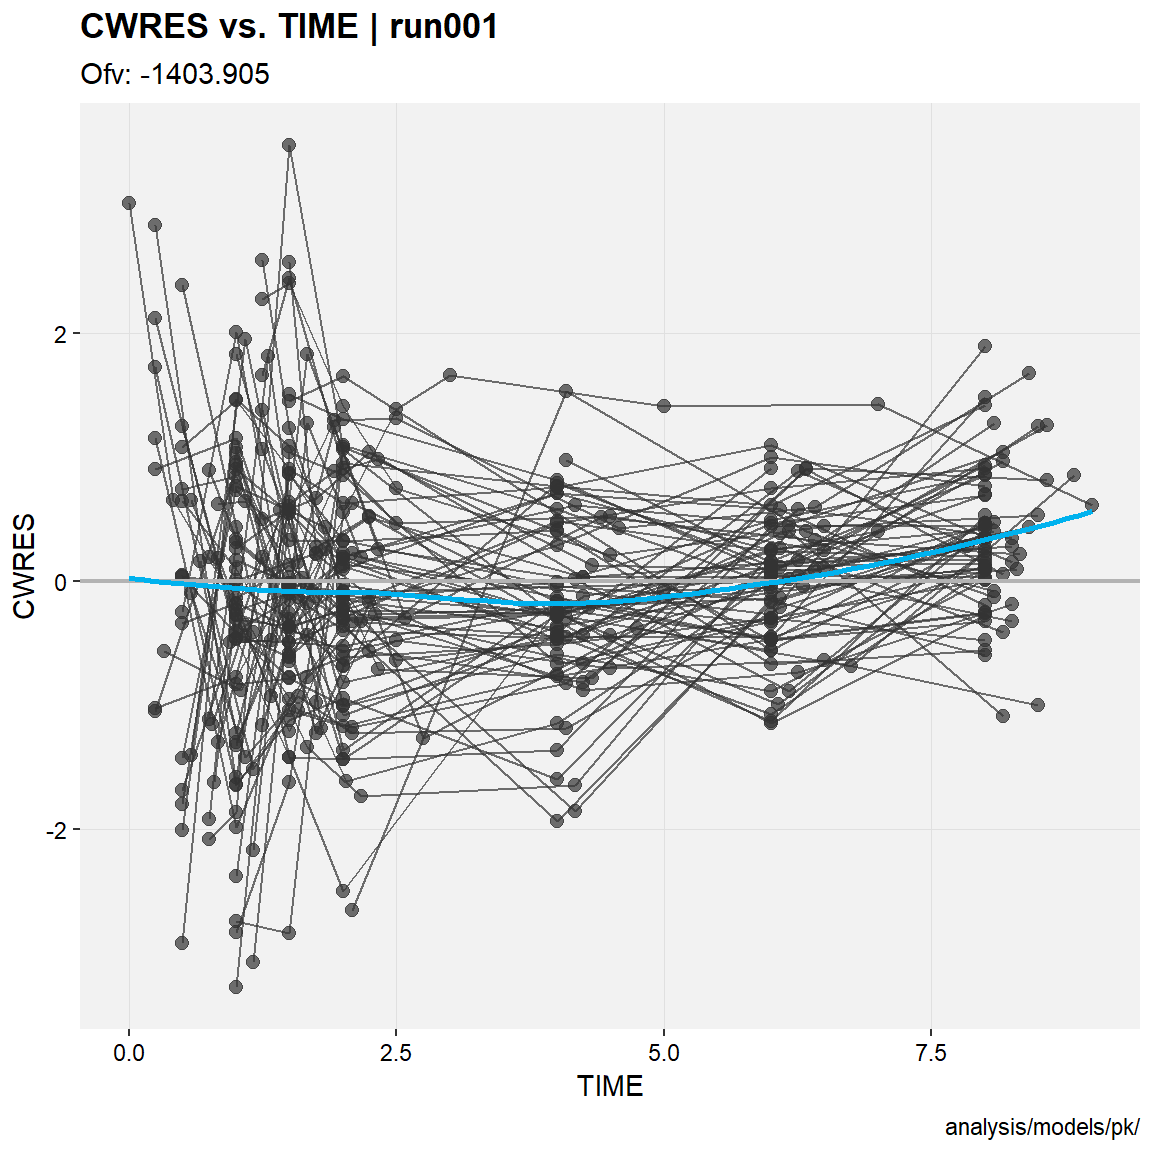 CWRES vs. TIME | run001
Ofv: -1403.905
2
0
-2
CWRES
0.0 2.5 5.0 7.5
TIME
analysis/models/pk/